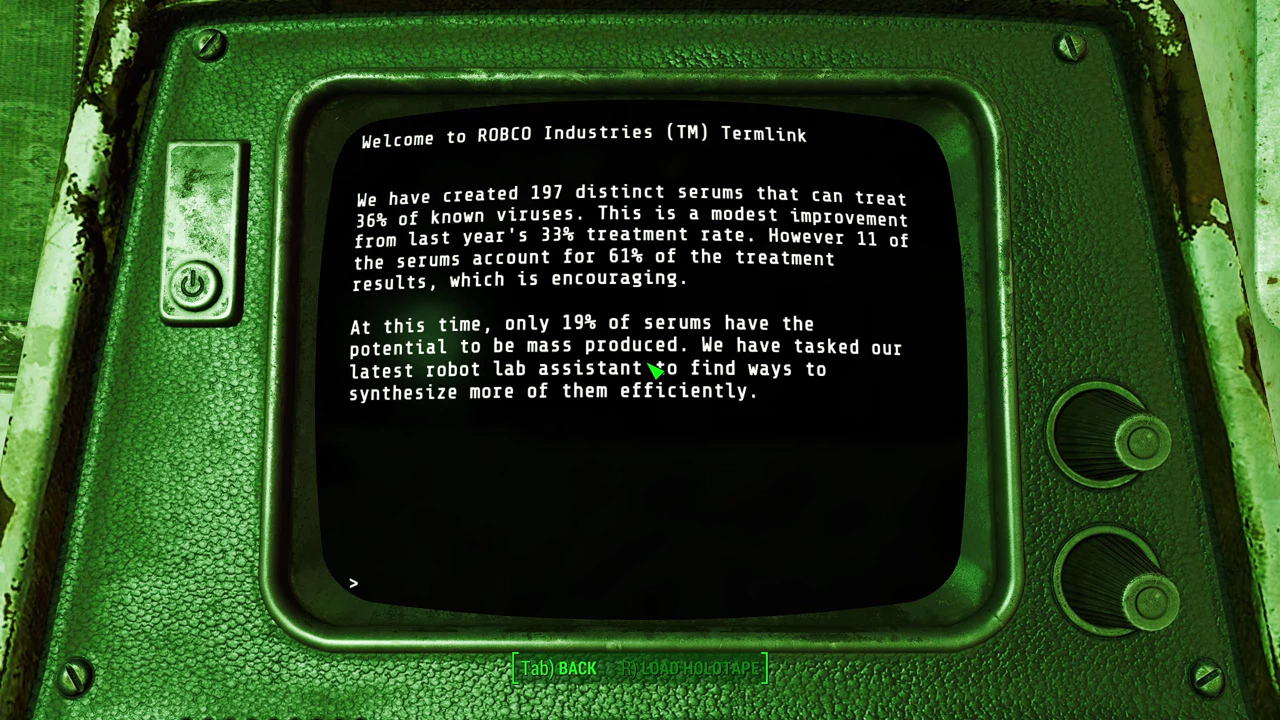 Welcome to ROBCO Industries (TM) Termlink
We have created 197 distinct serums that can treat
36% of known viruses. This is a modest improvement
from last year's 33% treatment rate. However 11 of
the serums account for 61% of the treatment
results, which is encouraging.
At this time, only 19% of serums have the
potential to be mass produced. We have tasked our
latest robot lab assistant to find ways to
synthesize more of them efficiently.
>
Tab) BACK R) LOAD HOLOTAPE